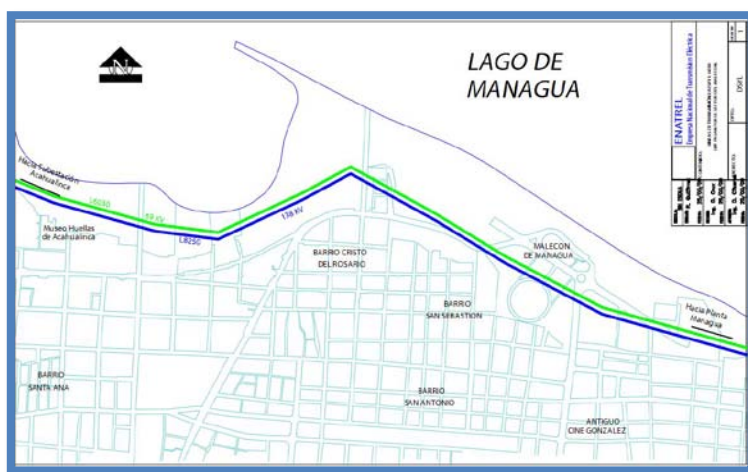 N
LAGO DE
MANAGUA
ENATREL
Empresa Nacional de Transmisión Eléctrica
Hacia Subestación
Acahualinca
69 KV
L8250
138 KV
Museo Huellas
de Acahualinca
BARRIO CRISTO
DEL ROSARIO
MALECON
DE MANAGUA
BARRIO
SAN SEBASTION
Hacia Planta
Managua
BARRIO
SANTA ANA
BARRIO
SAN ANTONIO
ANTIGUO
CINE GONZALEZ